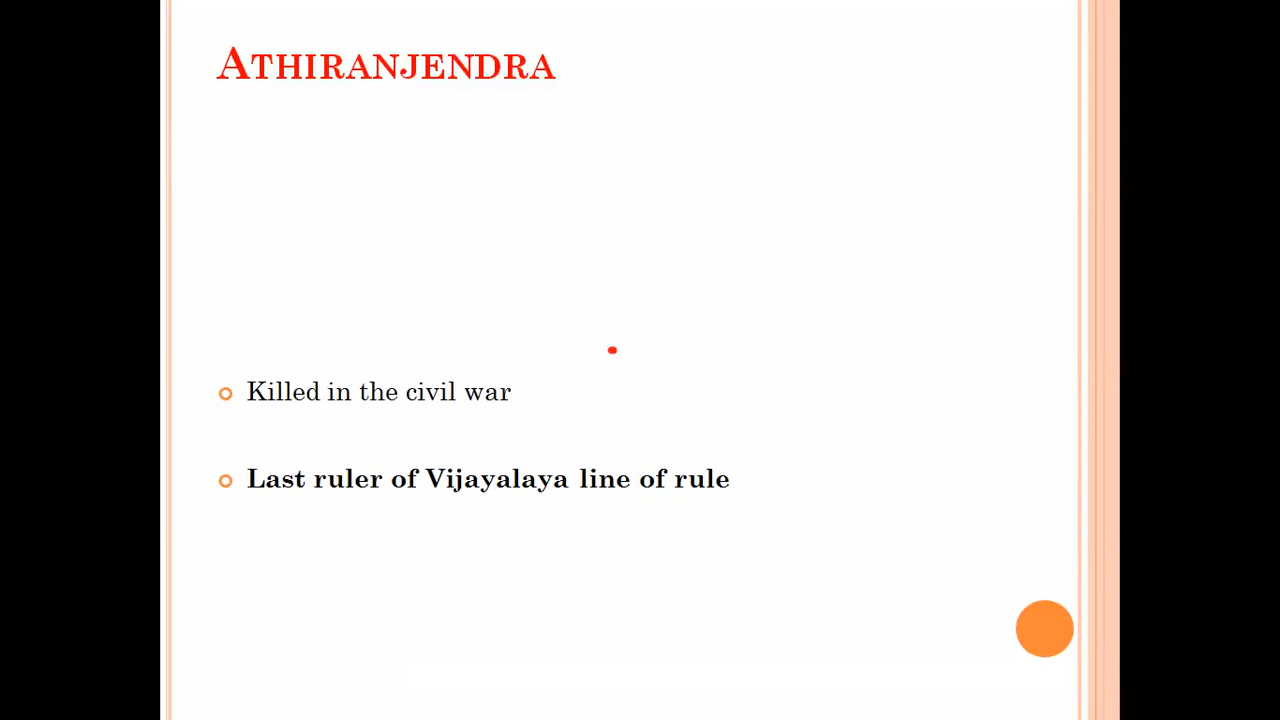 Athiranjendra
Killed in the civil war
Last ruler of Vijayalaya line of rule